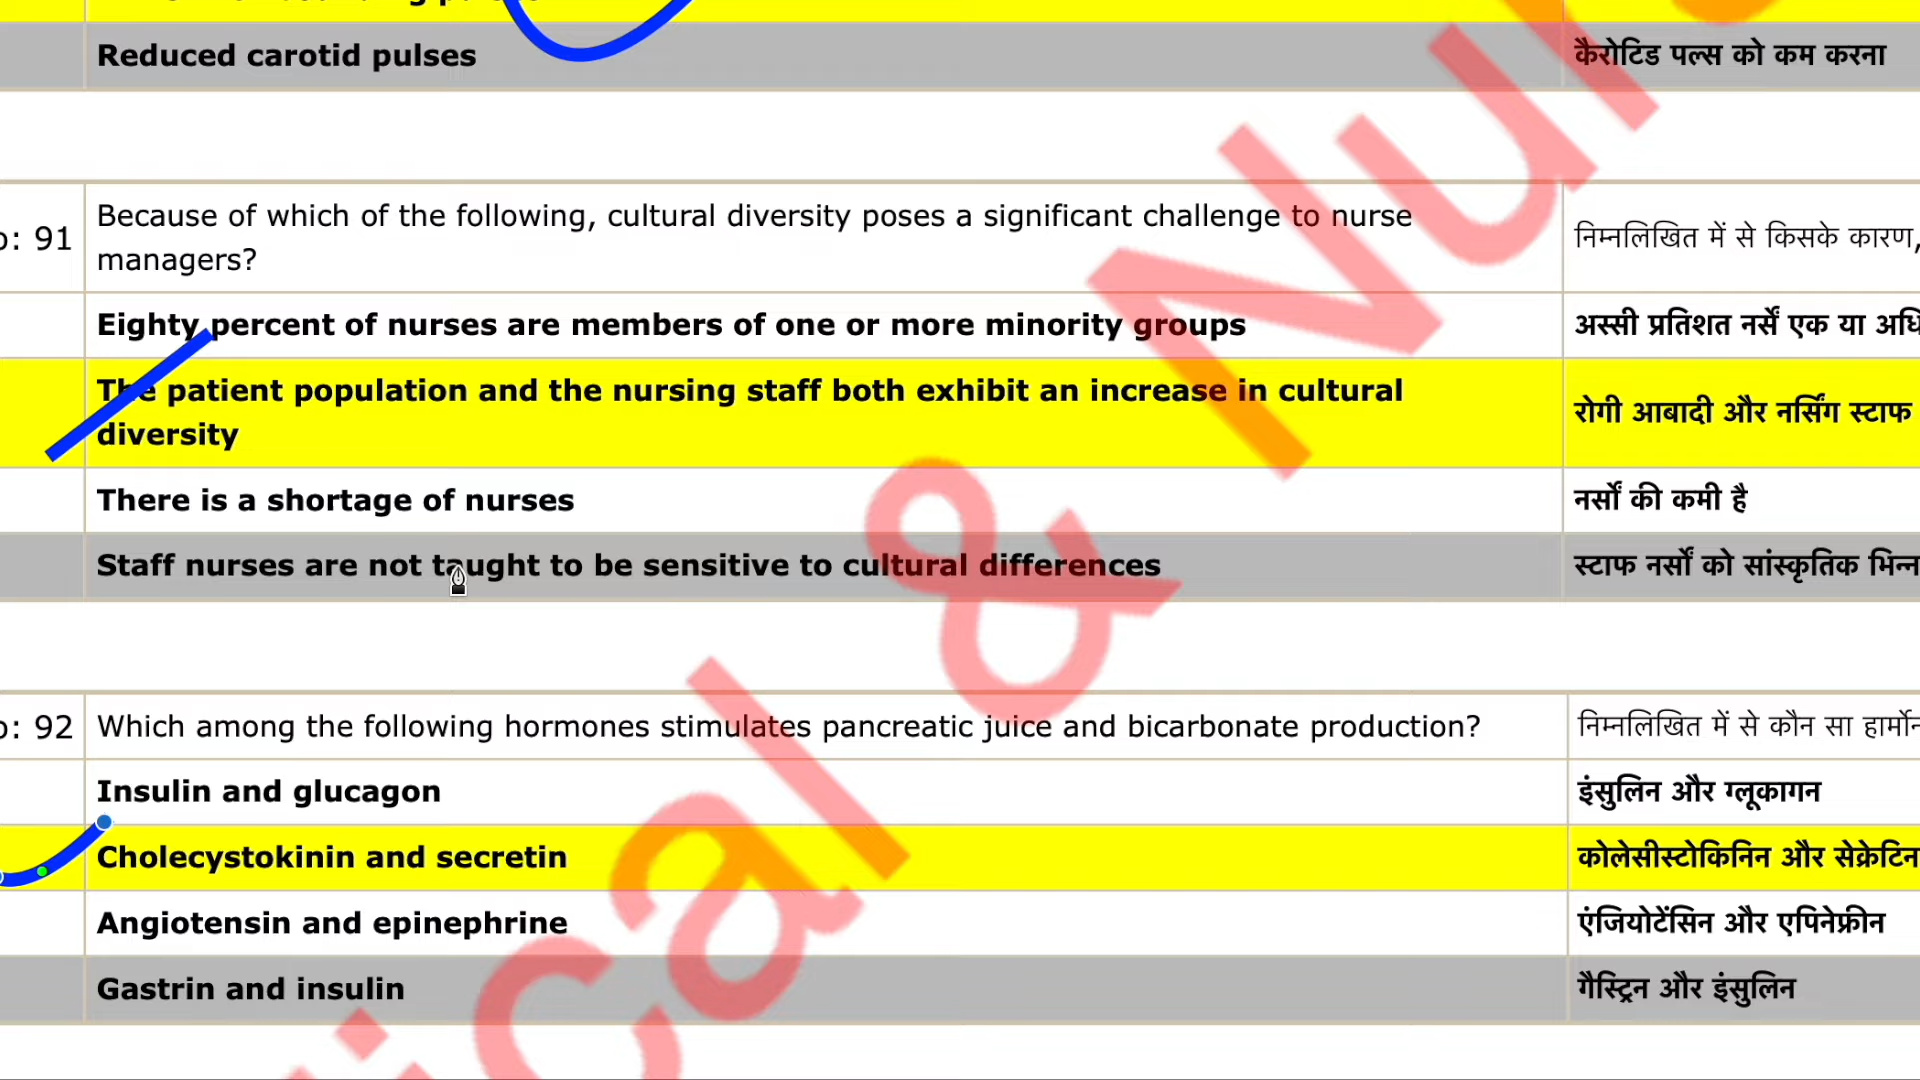 Reduced carotid pulses कैरोटिड पल्स को कम करना
o: 91 Because of which of the following, cultural diversity poses a significant challenge to nurse managers? निम्नलिखित में से किसके कारण,
Eighty percent of nurses are members of one or more minority groups अस्सी प्रतिशत नर्सें एक या
The patient population and the nursing staff both exhibit an increase in cultural diversity रोगी आबादी और नर्सिंग स्टाफ
There is a shortage of nurses नर्सों की कमी है
Staff nurses are not taught to be sensitive to cultural differences स्टाफ नर्सों को सांस्कृतिक
o: 92 Which among the following hormones stimulates pancreatic juice and bicarbonate production? निम्नलिखित में से कौन सा
Insulin and glucagon इंसुलिन और ग्लूकागन
Cholecystokinin and secretin कोलेसीस्टोकिनिन और सेक्रेटिन
Angiotensin and epinephrine एंजियोटेंसिन और एपिनेफ्रीन
Gastrin and insulin गैस्ट्रिन और इंसुलिन
ical & Nur